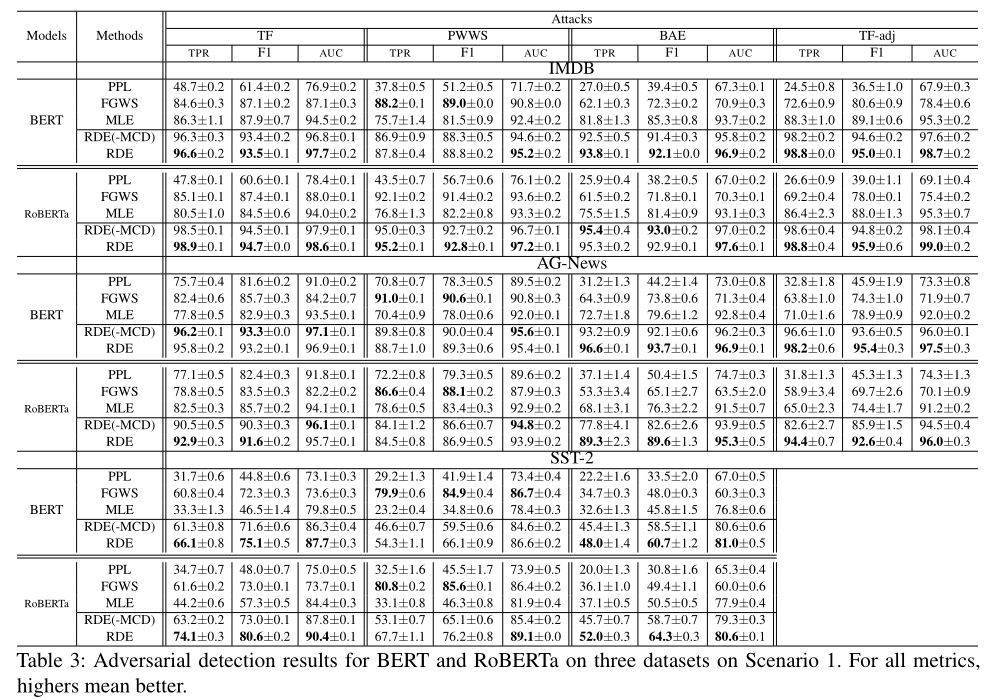 Models Methods Attacks
TF PWWS BAE TF-adj
TPR F1 AUC TPR F1 AUC TPR F1 AUC TPR F1 AUC
IMDB
PPL 48.7±0.2 61.4±0.2 76.9±0.2 37.8±0.5 51.2±0.5 71.7±0.2 27.0±0.5 39.4±0.5 67.3±0.1 24.5±0.8 36.5±1.0 67.9±0.3
FGWS 84.6±0.3 87.1±0.2 87.1±0.3 88.2±0.1 89.0±0.0 90.8±0.0 62.1±0.3 72.3±0.2 70.9±0.3 72.6±0.9 80.6±0.9 78.4±0.6
BERT MLE 86.3±1.1 87.9±0.7 94.5±0.2 75.7±1.4 81.5±0.9 92.4±0.2 81.8±1.3 85.3±0.8 93.7±0.2 88.3±1.0 89.1±0.6 95.3±0.2
RDE(-MCD) 96.3±0.3 93.4±0.2 96.8±0.1 86.9±0.9 88.3±0.5 94.6±0.2 92.5±0.5 91.4±0.3 95.8±0.2 98.2±0.2 94.6±0.2 97.6±0.2
RDE 96.6±0.2 93.5±0.1 97.7±0.2 87.8±0.4 88.8±0.2 95.2±0.2 93.8±0.1 92.1±0.0 96.9±0.2 98.8±0.0 95.0±0.1 98.7±0.2
PPL 47.8±0.1 60.6±0.1 78.4±0.1 43.5±0.7 56.7±0.6 76.1±0.2 25.9±0.4 38.2±0.5 67.0±0.2 26.6±0.9 39.0±1.1 69.1±0.4
FGWS 85.1±0.1 87.4±0.1 88.0±0.1 92.1±0.2 91.4±0.2 93.6±0.2 61.5±0.2 71.8±0.1 70.3±0.1 69.2±0.4 78.0±0.1 75.4±0.2
RoBERTa MLE 80.5±1.0 84.5±0.6 94.0±0.2 76.8±1.3 82.2±0.8 93.3±0.2 75.5±1.4 81.4±0.9 93.1±0.3 86.4±2.3 88.0±1.3 95.3±0.7
RDE(-MCD) 98.5±0.1 94.5±0.1 97.9±0.1 95.0±0.3 92.7±0.2 96.7±0.1 95.4±0.4 93.0±0.2 97.0±0.2 98.6±0.4 94.8±0.2 98.1±0.4
RDE 98.9±0.1 94.7±0.0 98.6±0.1 95.2±0.1 92.8±0.1 97.2±0.1 95.3±0.2 92.9±0.1 97.6±0.1 98.8±0.4 95.9±0.6 99.0±0.2
AG-News
PPL 75.7±0.4 81.6±0.2 91.0±0.2 70.8±0.7 78.3±0.5 89.5±0.2 31.2±1.3 44.2±1.4 73.0±0.8 32.8±1.8 45.9±1.9 73.3±0.8
FGWS 82.4±0.6 85.7±0.3 84.2±0.7 91.0±0.1 90.6±0.1 90.8±0.3 64.3±0.9 73.8±0.6 71.3±0.4 63.8±1.0 74.3±1.0 71.9±0.7
BERT MLE 77.8±0.5 82.9±0.3 93.5±0.1 70.4±0.9 78.0±0.6 92.0±0.1 72.7±1.8 79.6±1.2 92.8±0.4 71.0±1.6 78.9±0.9 92.0±0.2
RDE(-MCD) 96.2±0.1 93.3±0.0 97.1±0.1 89.8±0.8 90.0±0.4 95.6±0.1 93.2±0.9 92.1±0.6 96.2±0.3 96.6±1.0 93.6±0.5 96.0±0.1
RDE 95.8±0.2 93.2±0.1 96.9±0.1 88.7±1.0 89.3±0.6 95.4±0.1 96.6±0.1 93.7±0.1 96.9±0.1 98.2±0.6 95.4±0.3 97.5±0.3
PPL 77.1±0.5 82.4±0.3 91.8±0.1 72.2±0.8 79.3±0.5 89.6±0.2 37.1±1.4 50.4±1.5 74.7±0.3 31.8±1.3 45.3±1.3 74.3±1.3
FGWS 78.8±0.5 83.5±0.3 82.2±0.2 86.6±0.4 88.1±0.2 87.9±0.3 53.3±3.4 65.1±2.7 63.5±2.0 58.9±3.4 69.7±2.6 70.1±0.9
RoBERTa MLE 82.5±0.3 85.7±0.2 94.1±0.1 78.6±0.5 83.4±0.3 92.9±0.2 68.1±3.1 76.3±2.2 91.5±0.7 65.0±2.3 74.4±1.7 91.2±0.2
RDE(-MCD) 90.5±0.5 90.3±0.3 96.1±0.1 84.1±1.2 86.6±0.7 94.8±0.2 77.8±4.1 82.6±2.6 93.9±0.5 82.6±2.7 85.9±1.5 94.5±0.4
RDE 92.9±0.3 91.6±0.2 95.7±0.1 84.5±0.8 86.9±0.5 93.9±0.2 89.3±2.3 89.6±1.3 95.3±0.5 94.4±0.7 92.6±0.4 96.0±0.3
SST-2
PPL 31.7±0.6 44.8±0.6 73.1±0.3 29.2±1.3 41.9±1.4 73.4±0.4 22.2±1.6 33.5±2.0 67.0±0.5
FGWS 60.8±0.4 72.3±0.3 73.6±0.3 79.9±0.6 84.9±0.4 86.7±0.4 34.7±0.3 48.0±0.3 60.3±0.3
BERT MLE 33.3±1.3 46.5±1.4 79.8±0.5 23.2±0.4 34.8±0.6 78.4±0.3 32.6±1.3 45.8±1.5 76.8±0.6
RDE(-MCD) 61.3±0.8 71.6±0.6 86.3±0.4 46.6±0.7 59.5±0.6 84.6±0.2 45.4±1.3 58.5±1.1 80.6±0.6
RDE 66.1±0.8 75.1±0.5 87.7±0.3 54.3±1.1 66.1±0.9 86.6±0.2 48.0±1.4 60.7±1.2 81.0±0.5
PPL 34.7±0.7 48.0±0.7 75.0±0.5 32.5±1.6 45.5±1.7 73.9±0.5 20.0±1.3 30.8±1.6 65.3±0.4
FGWS 61.6±0.2 73.0±0.1 73.7±0.1 80.8±0.2 85.6±0.1 86.4±0.2 36.1±1.0 49.4±1.1 60.0±0.6
RoBERTa MLE 44.2±0.6 57.3±0.5 84.4±0.3 33.1±0.8 46.3±0.8 81.9±0.4 37.1±0.5 50.5±0.5 77.9±0.4
RDE(-MCD) 63.2±0.2 73.0±0.1 87.8±0.1 53.1±0.7 65.1±0.6 85.4±0.2 45.7±0.7 58.7±0.7 79.3±0.3
RDE 74.1±0.3 80.6±0.2 90.4±0.1 67.7±1.1 76.2±0.8 89.1±0.0 52.0±0.3 64.3±0.3 80.6±0.1
Table 3: Adversarial detection results for BERT and RoBERTa on three datasets on Scenario 1. For all metrics,
highers mean better.